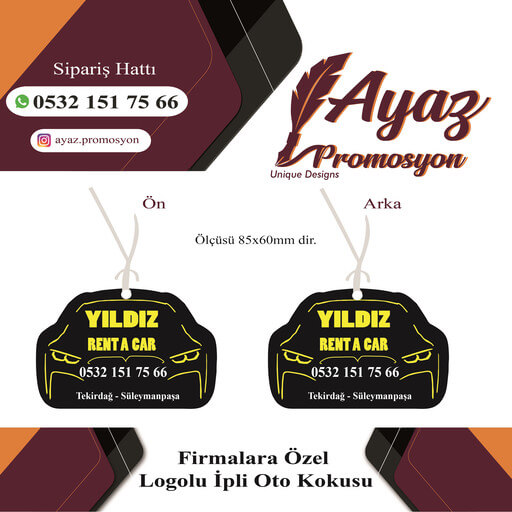 Sipariş Hattı
0532 151 75 66
ayaz.promosyon
Ayaz
Promosyon
Unique Designs
Ön
Arka
Ölçüsü 85x60mm dir.
YILDIZ
RENT A CAR
0532 151 75 66
Tekirdağ - Süleymanpaşa
YILDIZ
RENT A CAR
0532 151 75 66
Tekirdağ - Süleymanpaşa
Firmalara Özel
Logolu İpli Oto Kokusu